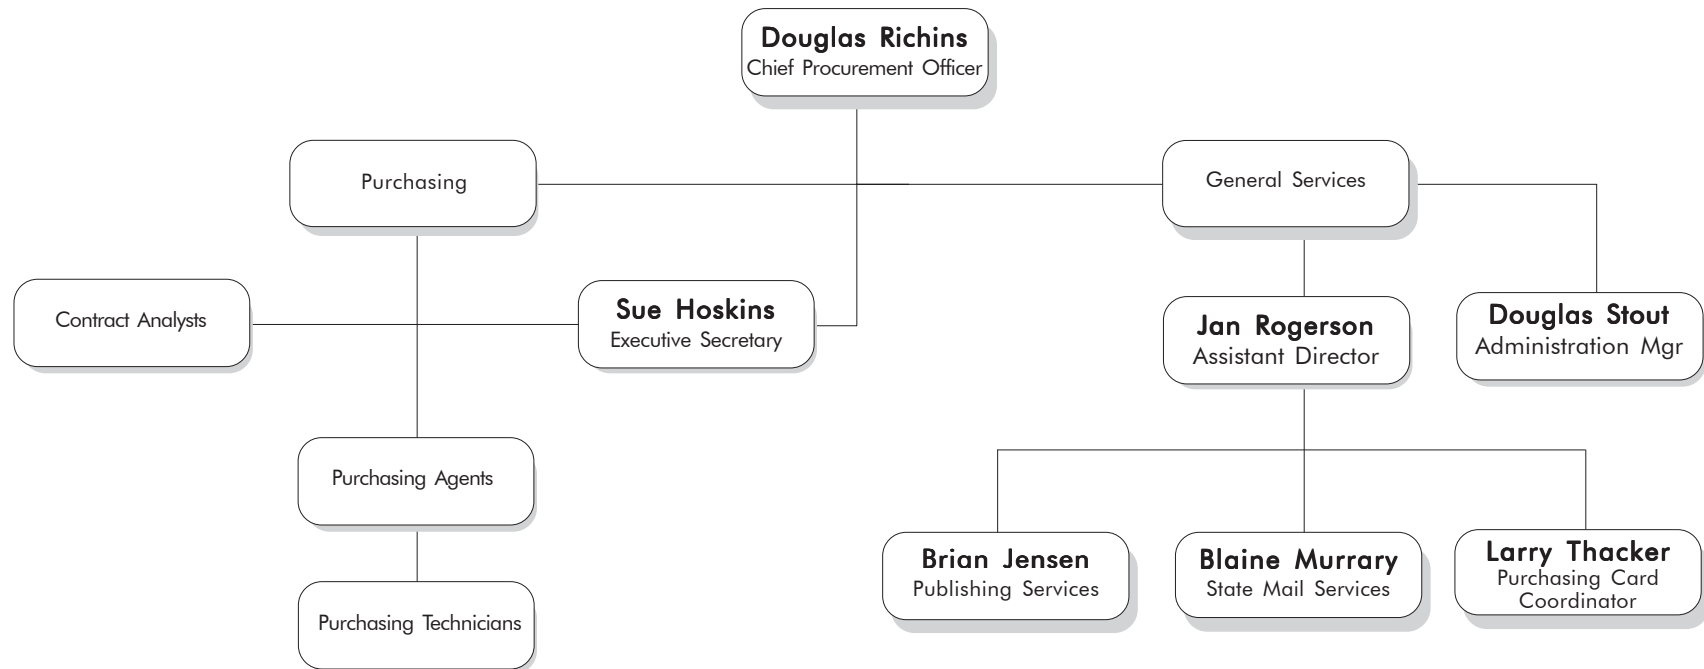 Douglas Richins
Chief Procurement Officer
Purchasing
General Services
Contract Analysts
Sue Hoskins
Executive Secretary
Jan Rogerson
Assistant Director
Douglas Stout
Administration Mgr
Purchasing Agents
Brian Jensen
Publishing Services
Blaine Murrary
State Mail Services
Larry Thacker
Purchasing Card
Coordinator
Purchasing Technicians